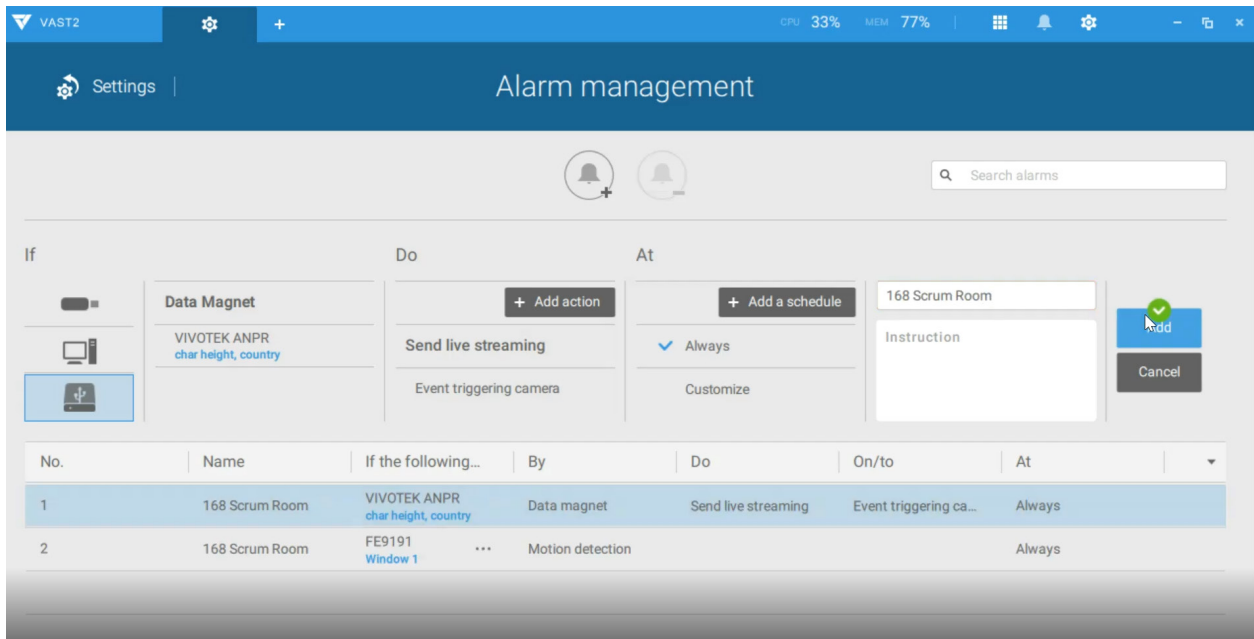 VAST2
+
CPU 33% MEM 77%
Settings
Alarm management
Search alarms
If
Do
At
Data Magnet
+ Add action
+ Add a schedule
168 Scrum Room
VIVOTEK ANPR
char height, country
Send live streaming
Always
Instruction
Add
Event triggering camera
Customize
Cancel
No. Name If the following... By Do On/to At
1 168 Scrum Room VIVOTEK ANPR Data magnet Send live streaming Event triggering ca... Always
char height, country
2 168 Scrum Room FE9191 ... Motion detection Always
Window 1